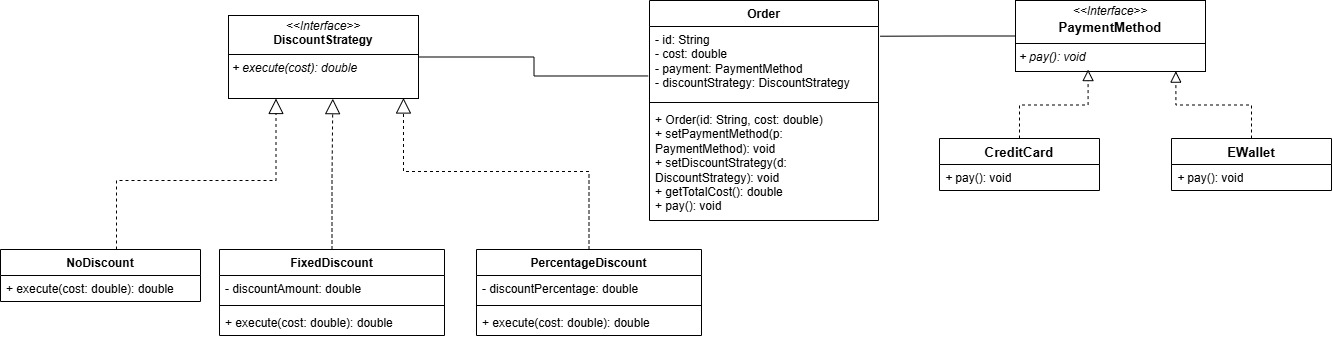 <<Interface>>
DiscountStrategy
+ execute(cost): double
Order
- id: String
- cost: double
- payment: PaymentMethod
- discountStrategy: DiscountStrategy
+ Order(id: String, cost: double)
+ setPaymentMethod(p:
PaymentMethod): void
+ setDiscountStrategy(d:
DiscountStrategy): void
+ getTotalCost(): double
+ pay(): void
<<Interface>>
PaymentMethod
+ pay(): void
CreditCard
+ pay(): void
EWallet
+ pay(): void
NoDiscount
+ execute(cost: double): double
FixedDiscount
- discountAmount: double
+ execute(cost: double): double
PercentageDiscount
- discountPercentage: double
+ execute(cost: double): double